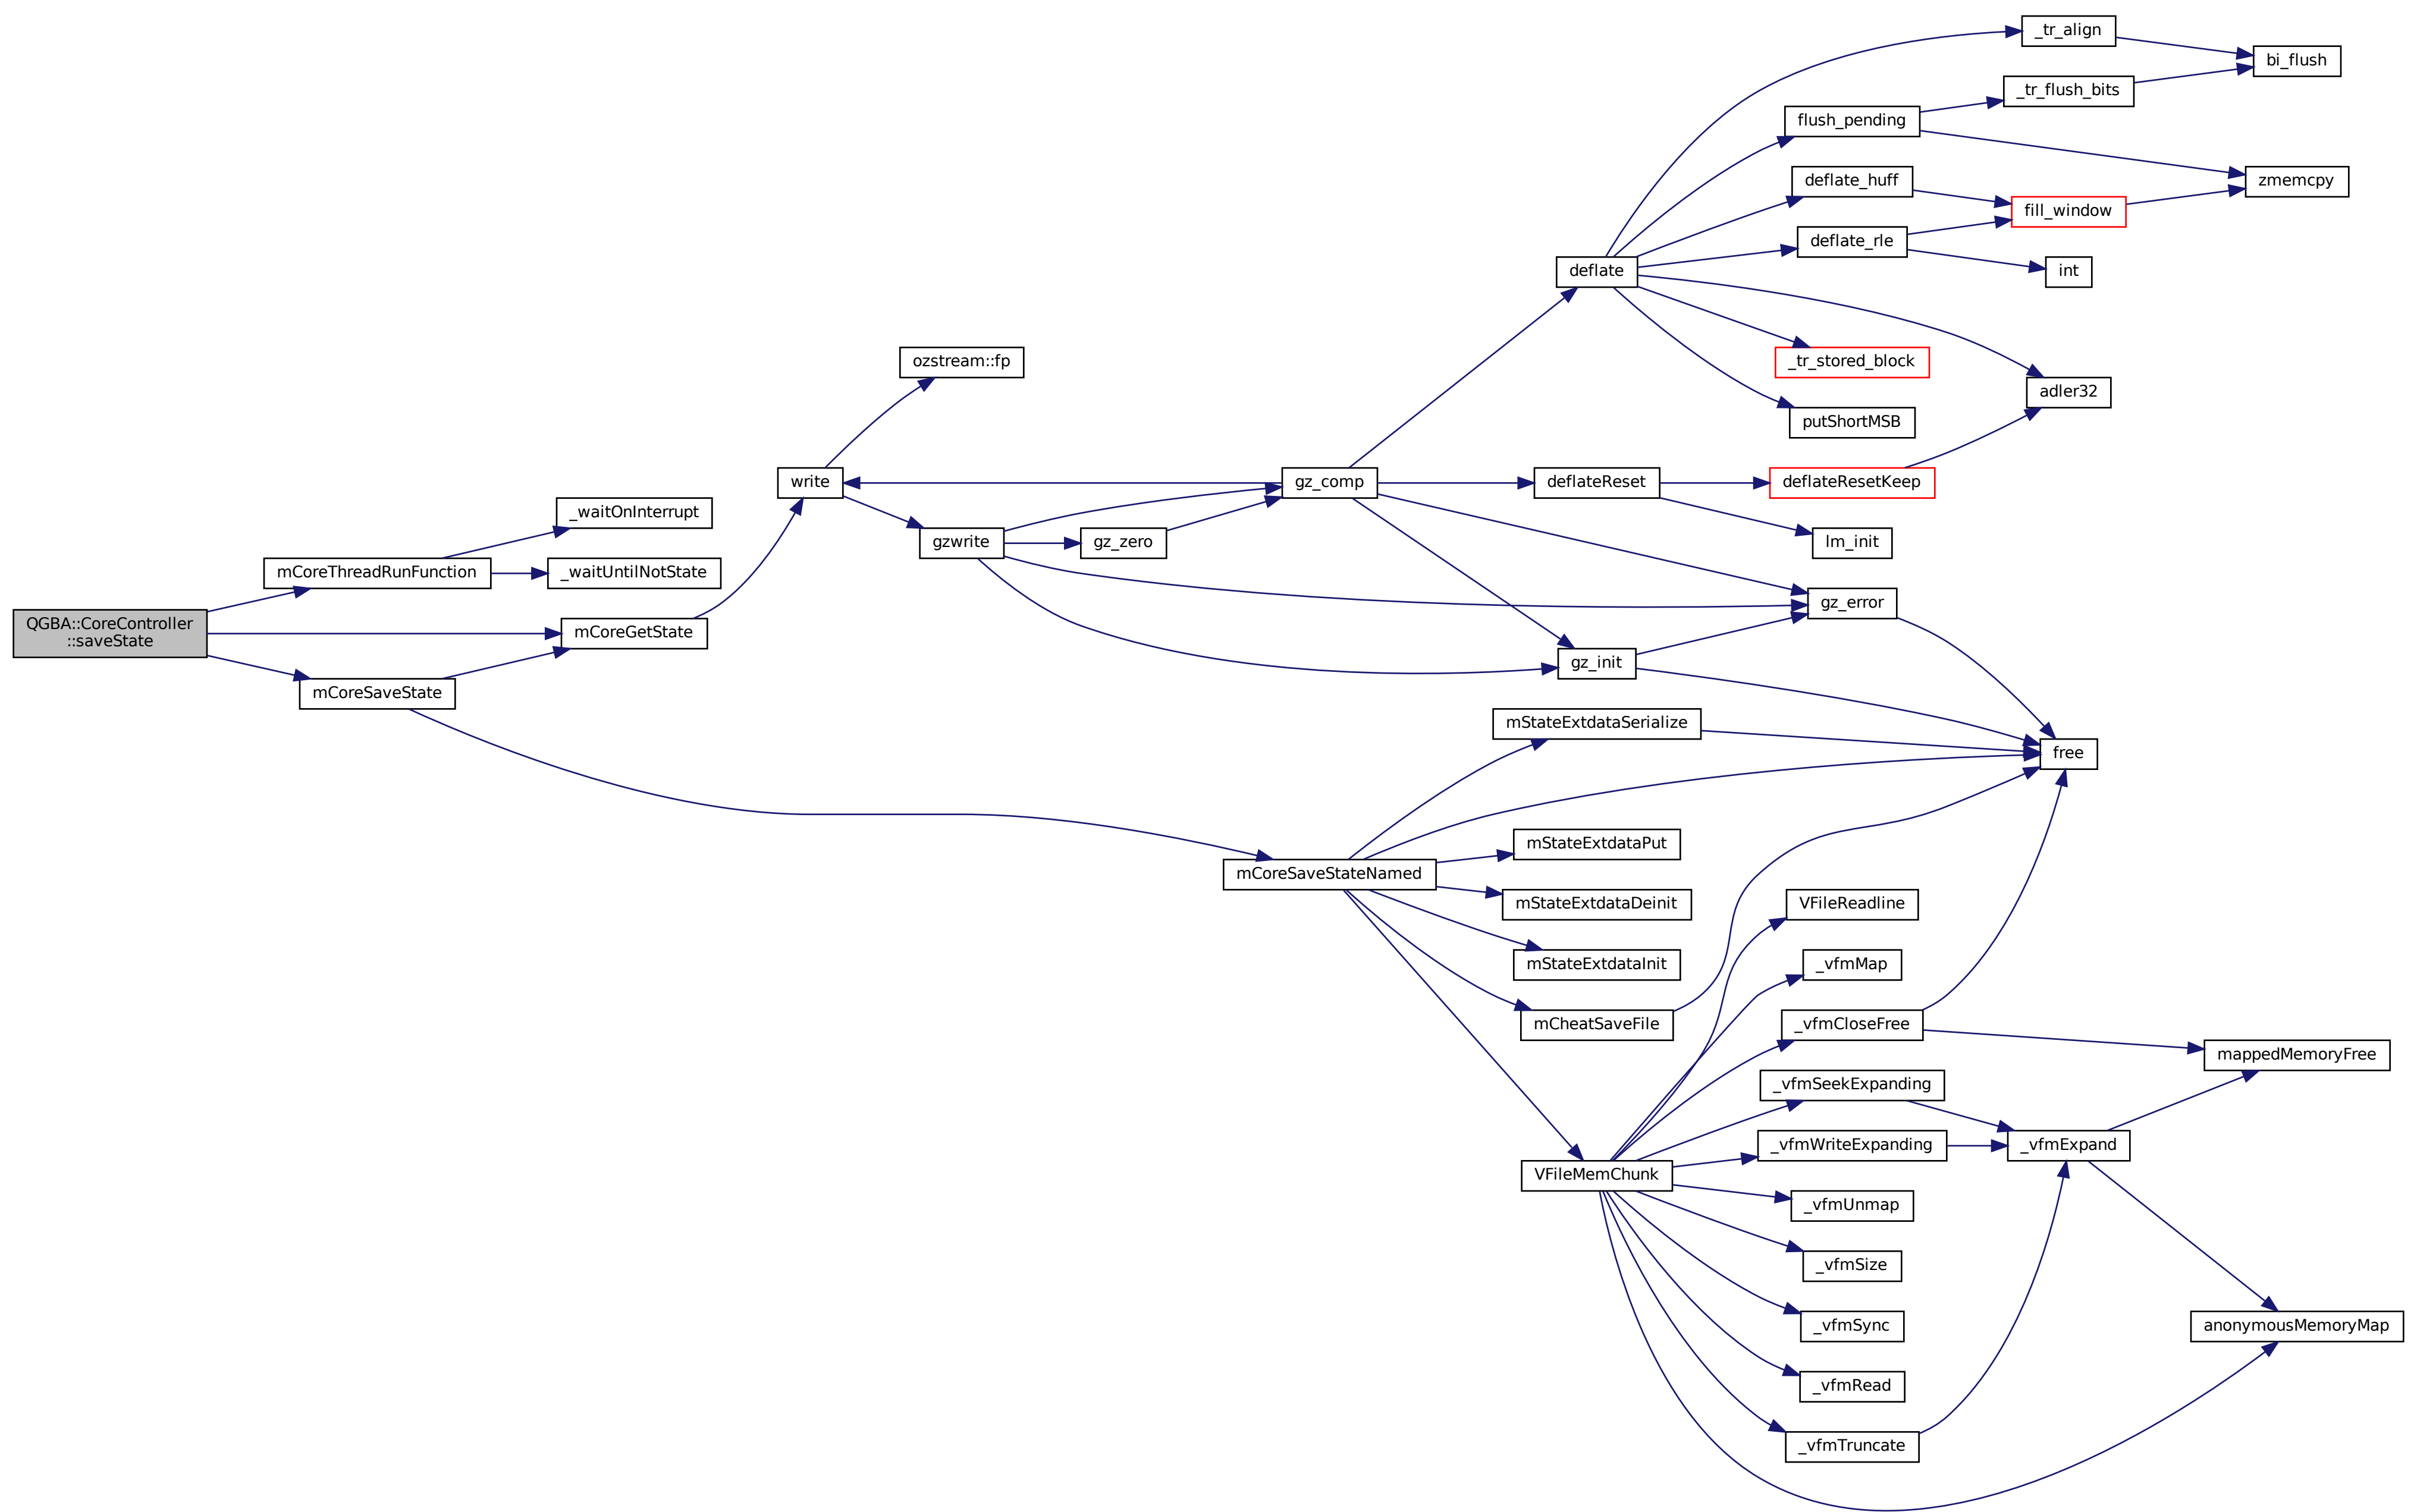 _tr_align
bi_flush
_tr_flush_bits
flush_pending
deflate_huff
zmemcpy
fill_window
deflate_rle
deflate
int
ozstream::fp
_tr_stored_block
adler32
putShortMSB
write
gz_comp
deflateReset
deflateResetKeep
_waitOnInterrupt
gzwrite
gz_zero
lm_init
mCoreThreadRunFunction
_waitUntilNotState
gz_error
QGBA::CoreController
::saveState
mCoreGetState
gz_init
mCoreSaveState
mStateExtdataSerialize
free
mStateExtdataPut
mCoreSaveStateNamed
mStateExtdataDeinit
VFileReadline
mStateExtdataInit
_vfmMap
mCheatSaveFile
_vfmCloseFree
mappedMemoryFree
_vfmSeekExpanding
_vfmWriteExpanding
_vfmExpand
VFileMemChunk
_vfmUnmap
_vfmSize
_vfmSync
anonymousMemoryMap
_vfmRead
_vfmTruncate